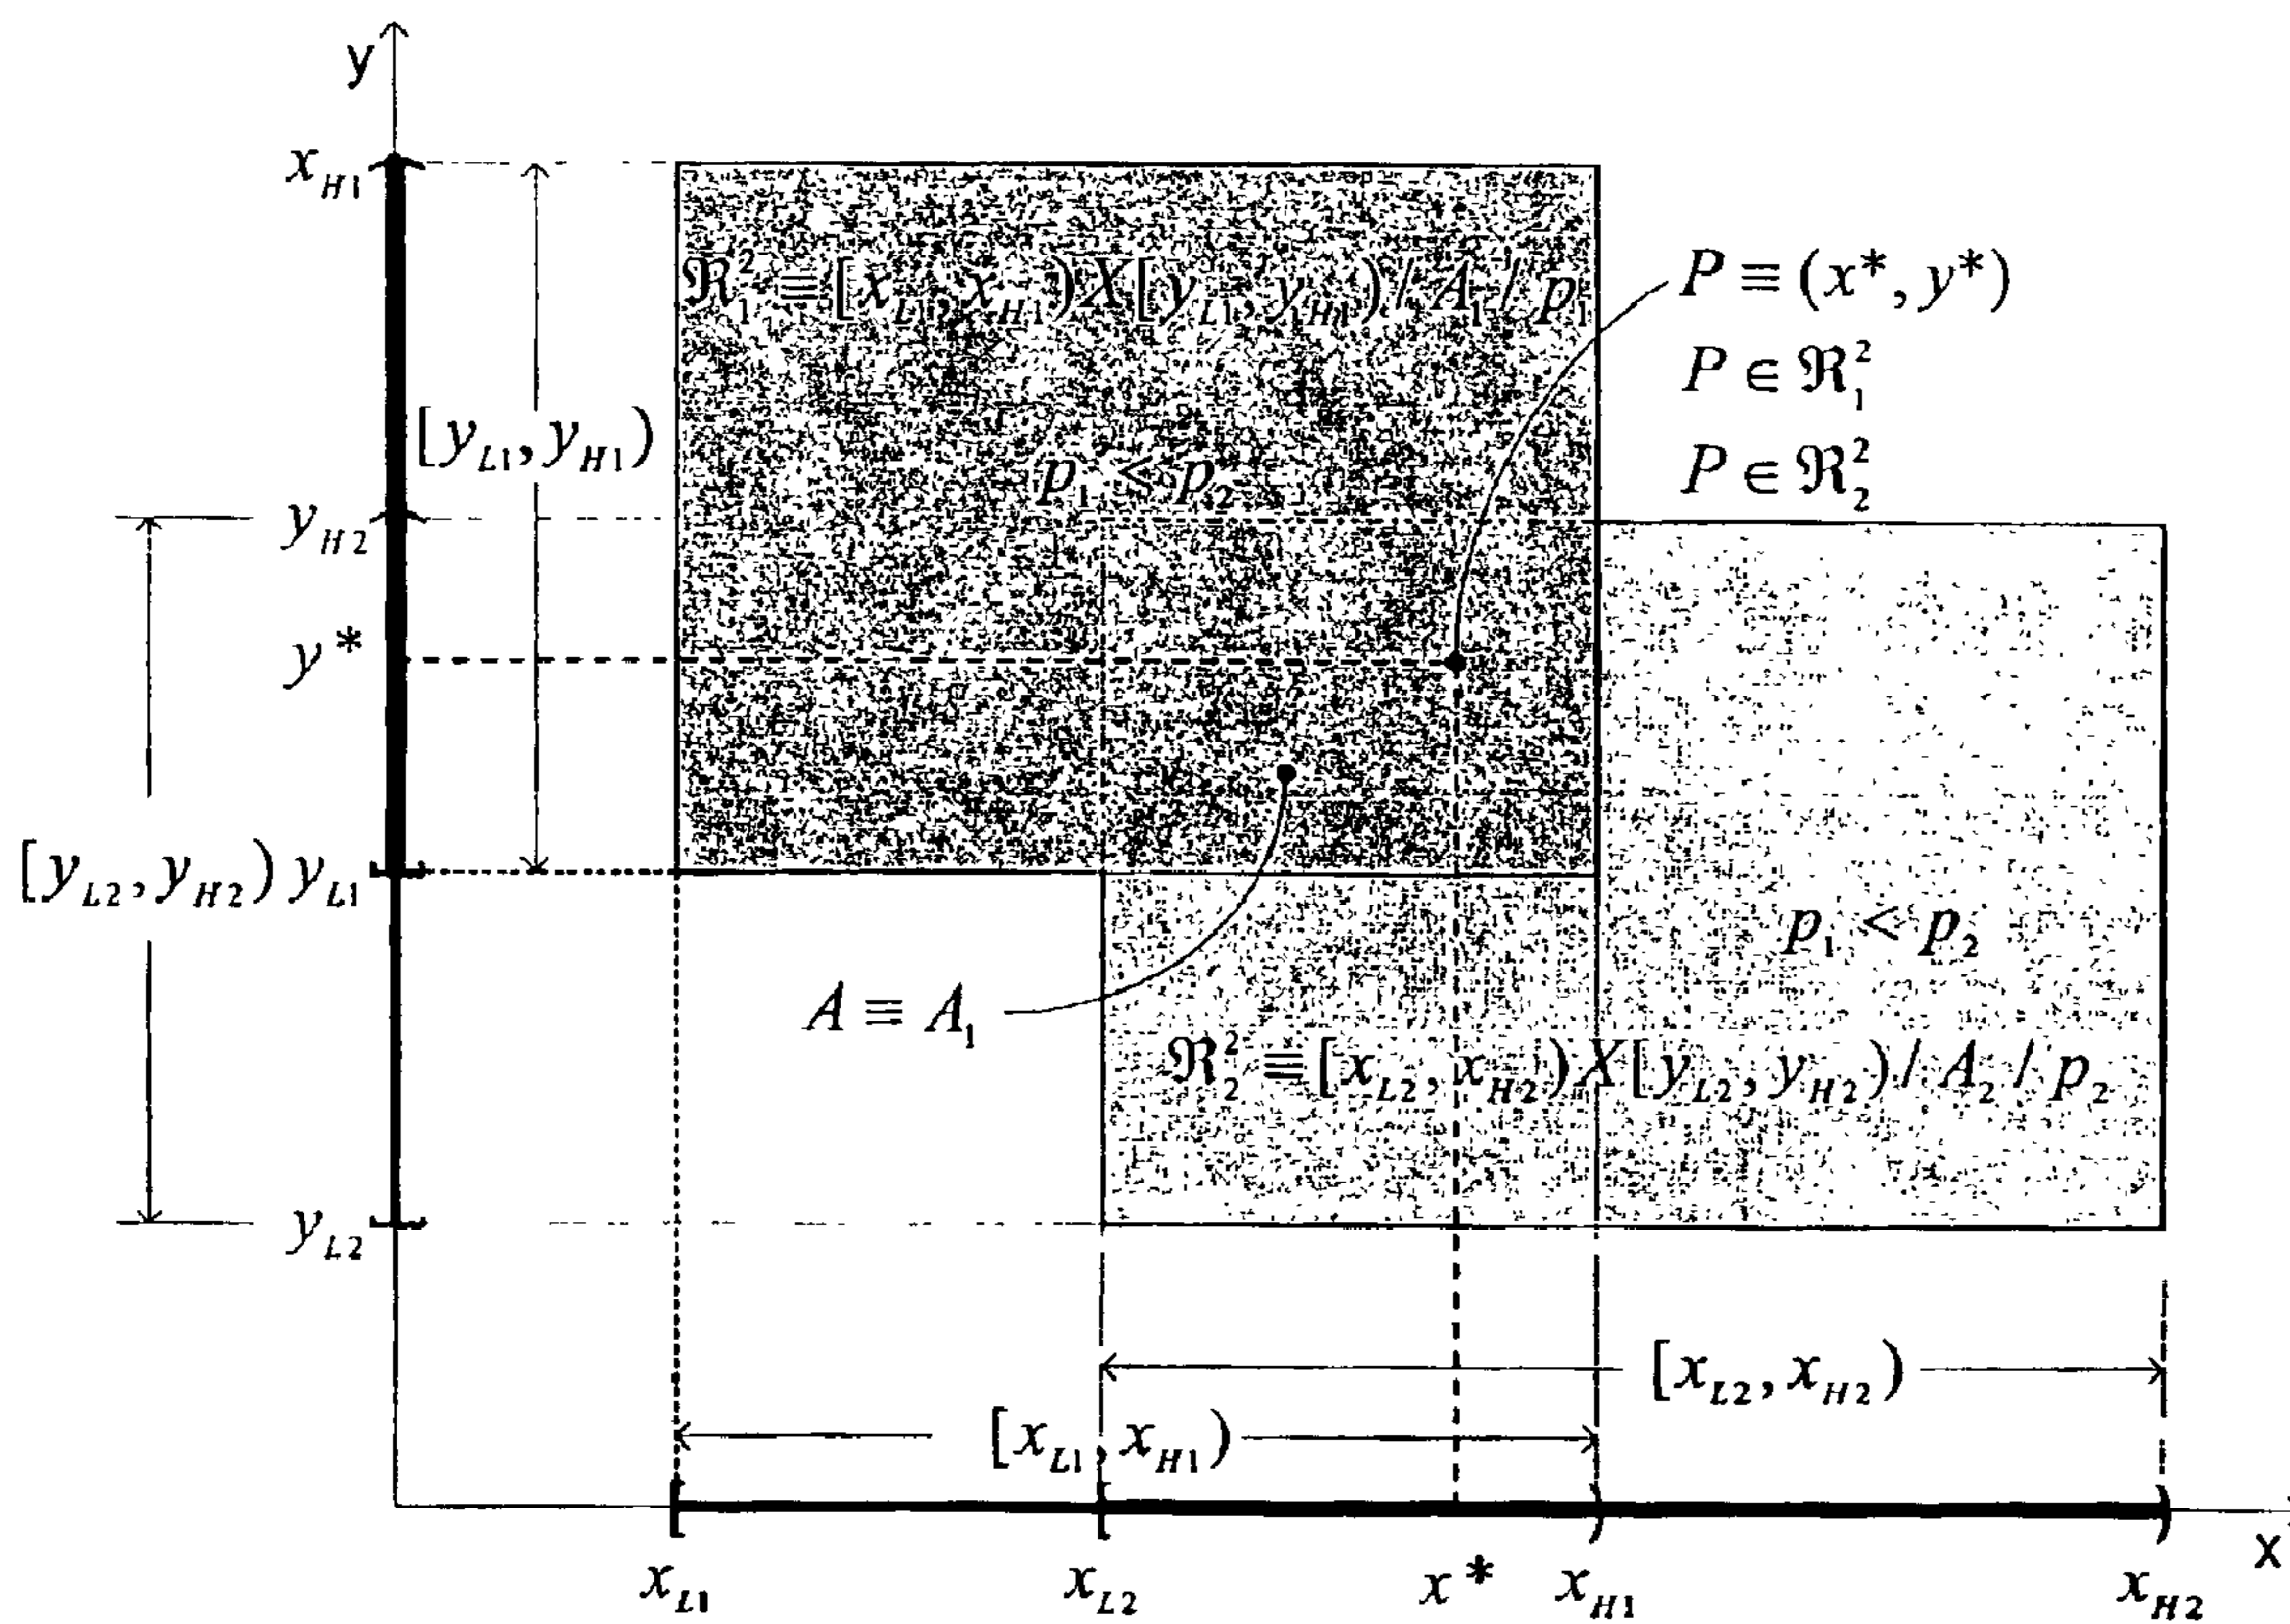 y
x_{H1}
ℜ₁² ≡ [x_{L1}, x_{H1}) X [y_{L1}, y_{H1}) / A₁ / p₁
P ≡ (x*, y*)
P ∈ ℜ₁²
[y_{L1}, y_{H1})
p₁ < p₂
P ∈ ℜ₂²
y_{H2}
y*
[y_{L2}, y_{H2}) y_{L1}
p₁ < p₂
A ≡ A₁
ℜ₂² ≡ [x_{L2}, x_{H2}) X [y_{L2}, y_{H2}) / A₂ / p₂
y_{L2}
[x_{L2}, x_{H2})
[x_{L1}, x_{H1})
x
x_{L1} x_{L2} x* x_{H1} x_{H2}